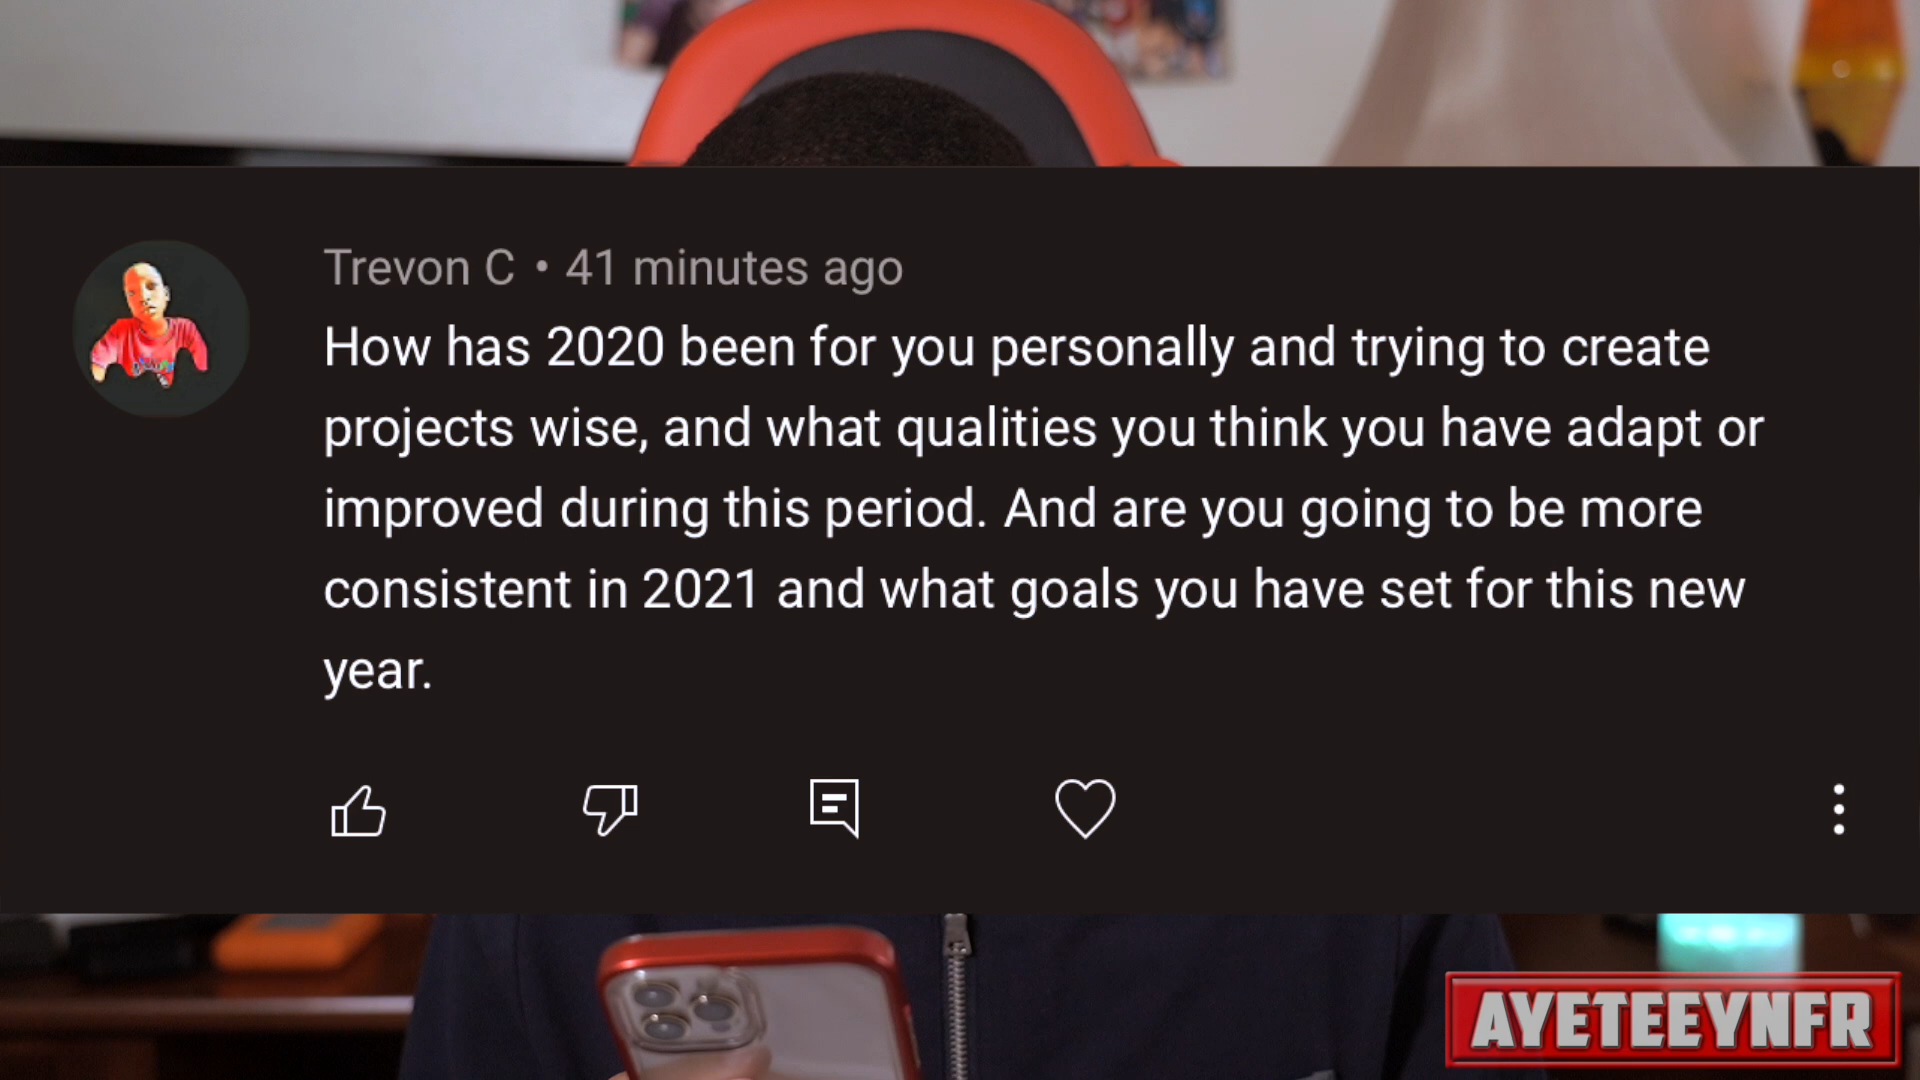 Trevon C • 41 minutes ago
How has 2020 been for you personally and trying to create
projects wise, and what qualities you think you have adapt or
improved during this period. And are you going to be more
consistent in 2021 and what goals you have set for this new
year.
AYETEEYNFR